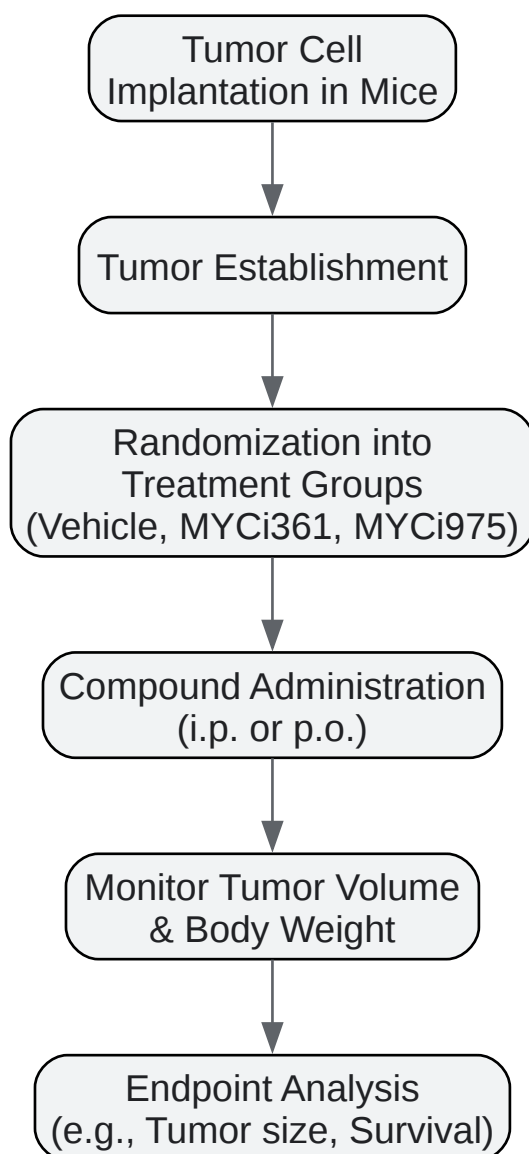 Tumor Cell
Implantation in Mice
Tumor Establishment
Randomization into
Treatment Groups
(Vehicle, MYCi361, MYCi975)
Compound Administration
(i.p. or p.o.)
Monitor Tumor Volume
& Body Weight
Endpoint Analysis
(e.g., Tumor size, Survival)